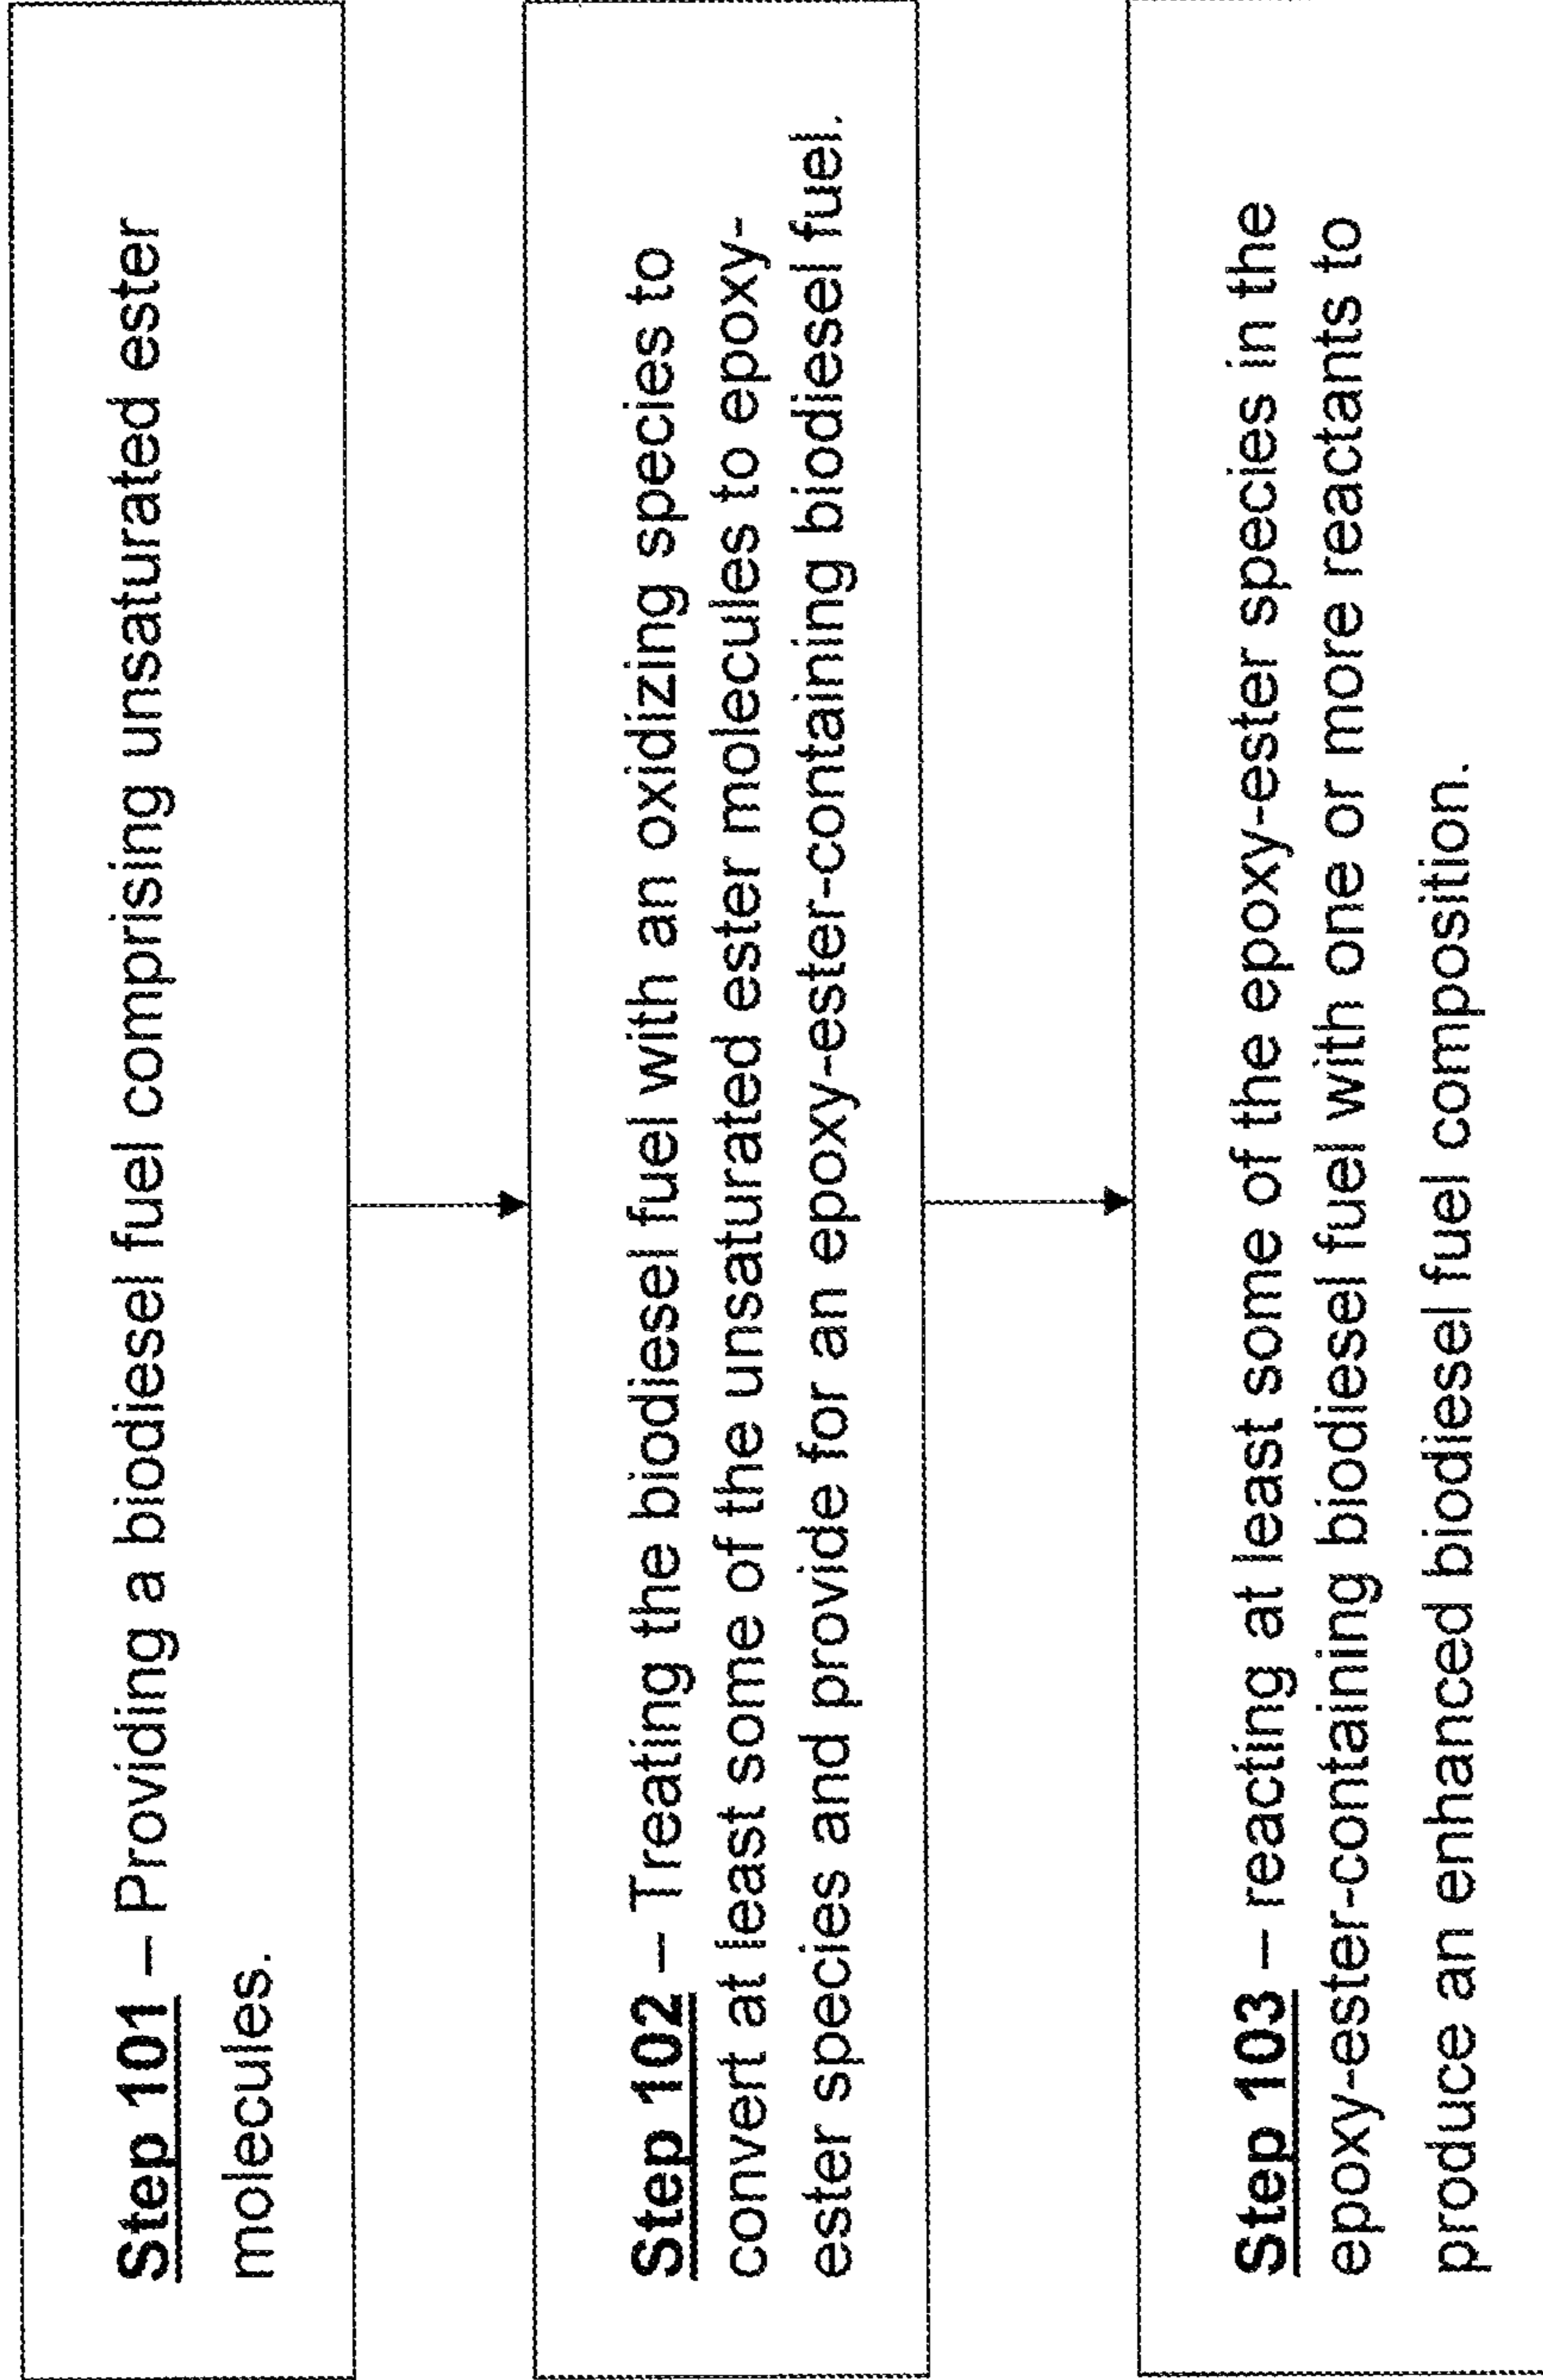 Step 101 – Providing a biodiesel fuel comprising unsaturated ester
molecules.
Step 102 – Treating the biodiesel fuel with an oxidizing species to
convert at least some of the unsaturated ester molecules to epoxy-
ester species and provide for an epoxy-ester-containing biodiesel fuel.
Step 103 – reacting at least some of the epoxy-ester species in the
epoxy-ester-containing biodiesel fuel with one or more reactants to
produce an enhanced biodiesel fuel composition.